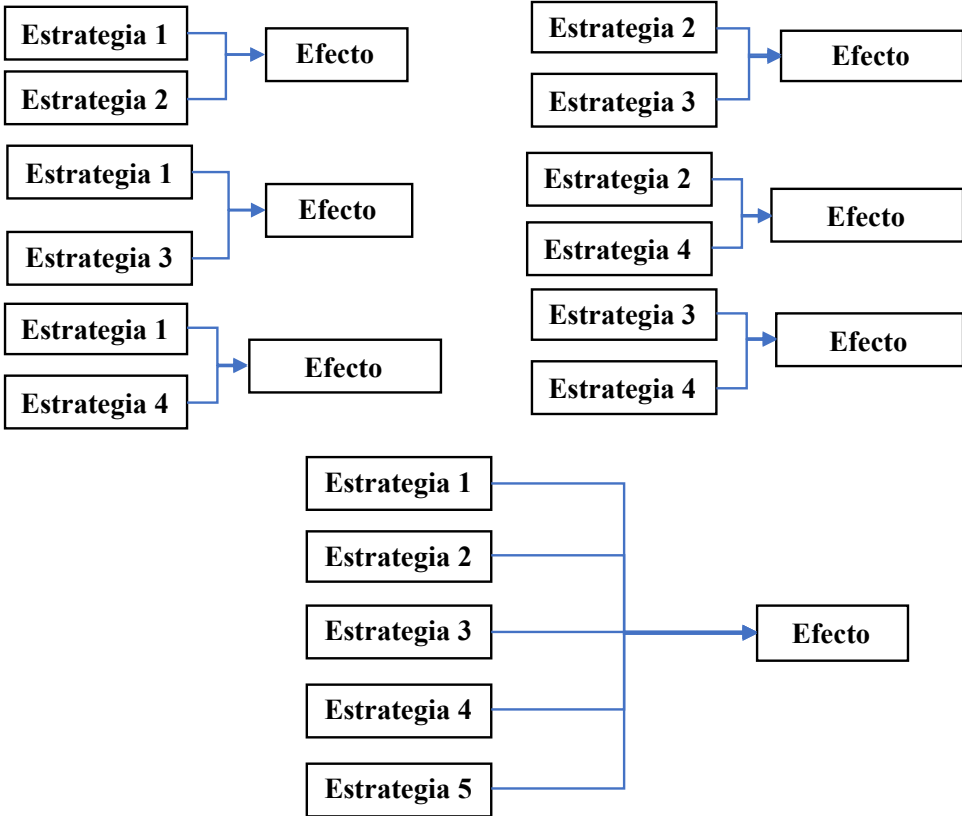 Estrategia 1
Efecto
Estrategia 2
Estrategia 1
Efecto
Estrategia 3
Estrategia 1
Efecto
Estrategia 4
Estrategia 2
Efecto
Estrategia 3
Estrategia 2
Efecto
Estrategia 4
Estrategia 3
Efecto
Estrategia 4
Estrategia 1
Estrategia 2
Estrategia 3
Efecto
Estrategia 4
Estrategia 5